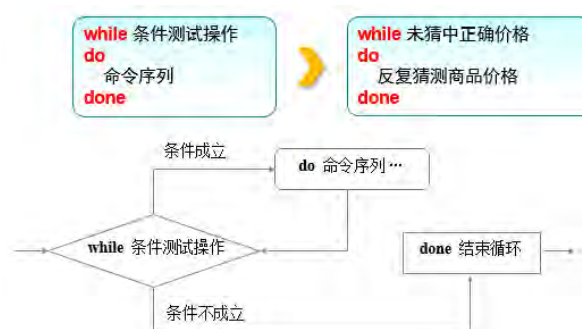 while 条件测试操作
do
命令序列
done
while 未猜中正确价格
do
反复猜测商品价格
done
条件成立
do 命令序列…
while 条件测试操作
done 结束循环
条件不成立